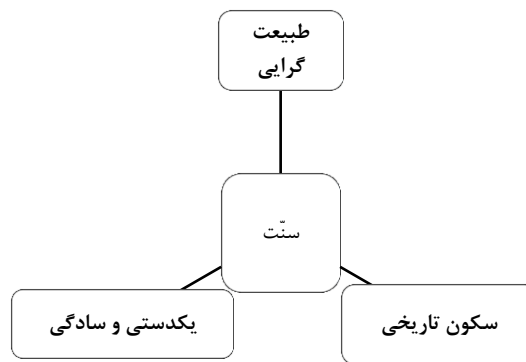 طبیعت
گرایی
سنّت
سکون تاریخی
یکدستی و سادگی